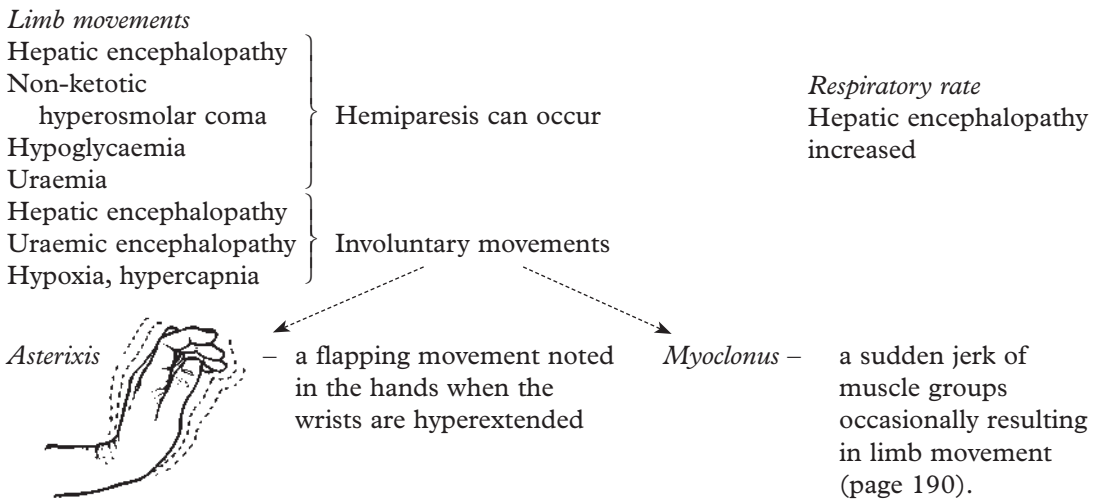 Limb movements
Hepatic encephalopathy
Non-ketotic
hyperosmolar coma
Hypoglycaemia
Uraemia
Hemiparesis can occur
Hepatic encephalopathy
Uraemic encephalopathy
Hypoxia, hypercapnia
Involuntary movements
Respiratory rate
Hepatic encephalopathy
increased
Asterixis
– a flapping movement noted
in the hands when the
wrists are hyperextended
Myoclonus –
a sudden jerk of
muscle groups
occasionally resulting
in limb movement
(page 190).